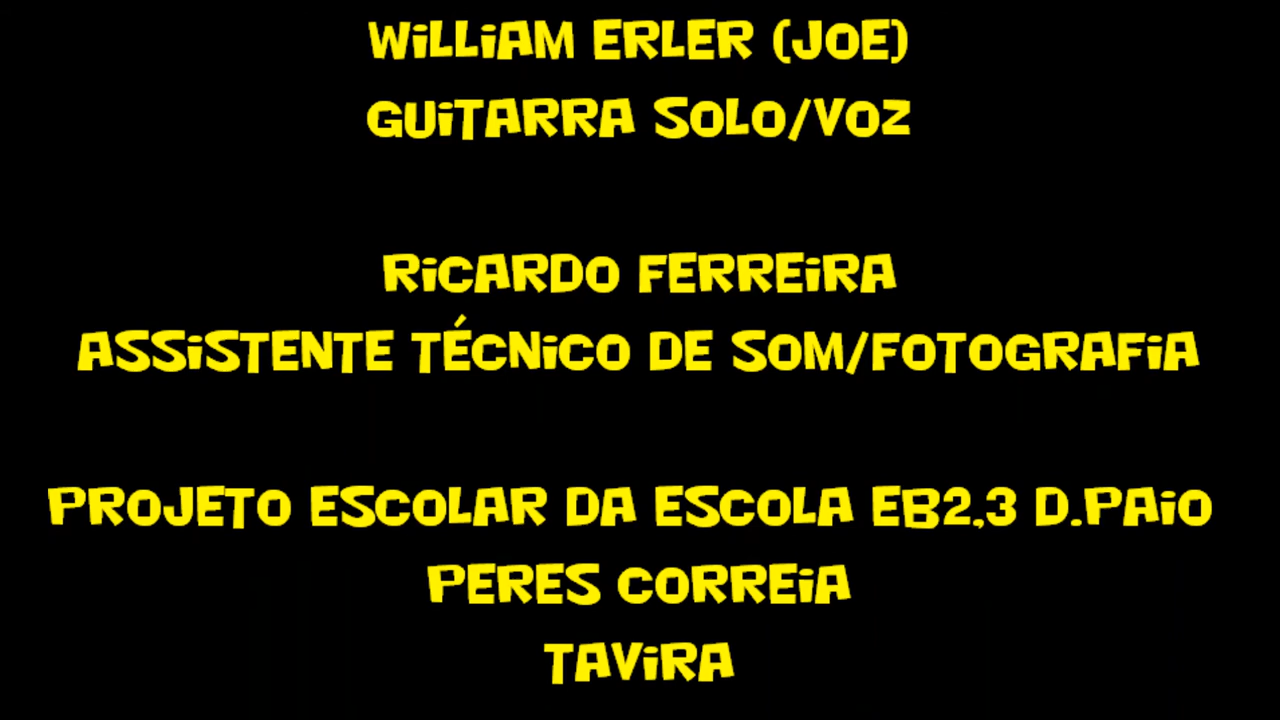 WiLLiAM ERLER (JOE)
GUiTARRA SOLO/VOZ
RiCARDO FERREiRA
ASSiSTENTE TÉCNiCO DE SOM/FOTOGRAFiA
PROJETO ESCOLAR DA ESCOLA EB2,3 D.PAiO
PERES CORREiA
TAViRA